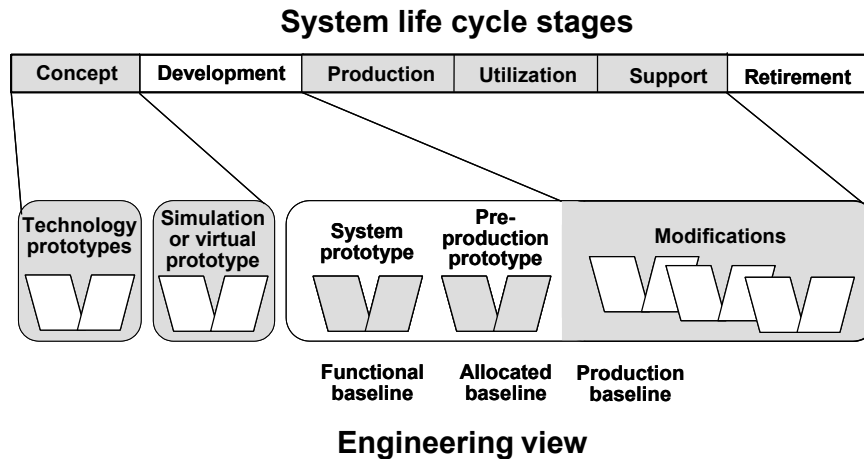 System life cycle stages
Concept Development Production Utilization Support Retirement
Technology
prototypes
Simulation
or virtual
prototype
System
prototype
Pre-
production
prototype
Modifications
Functional
baseline
Allocated
baseline
Production
baseline
Engineering view